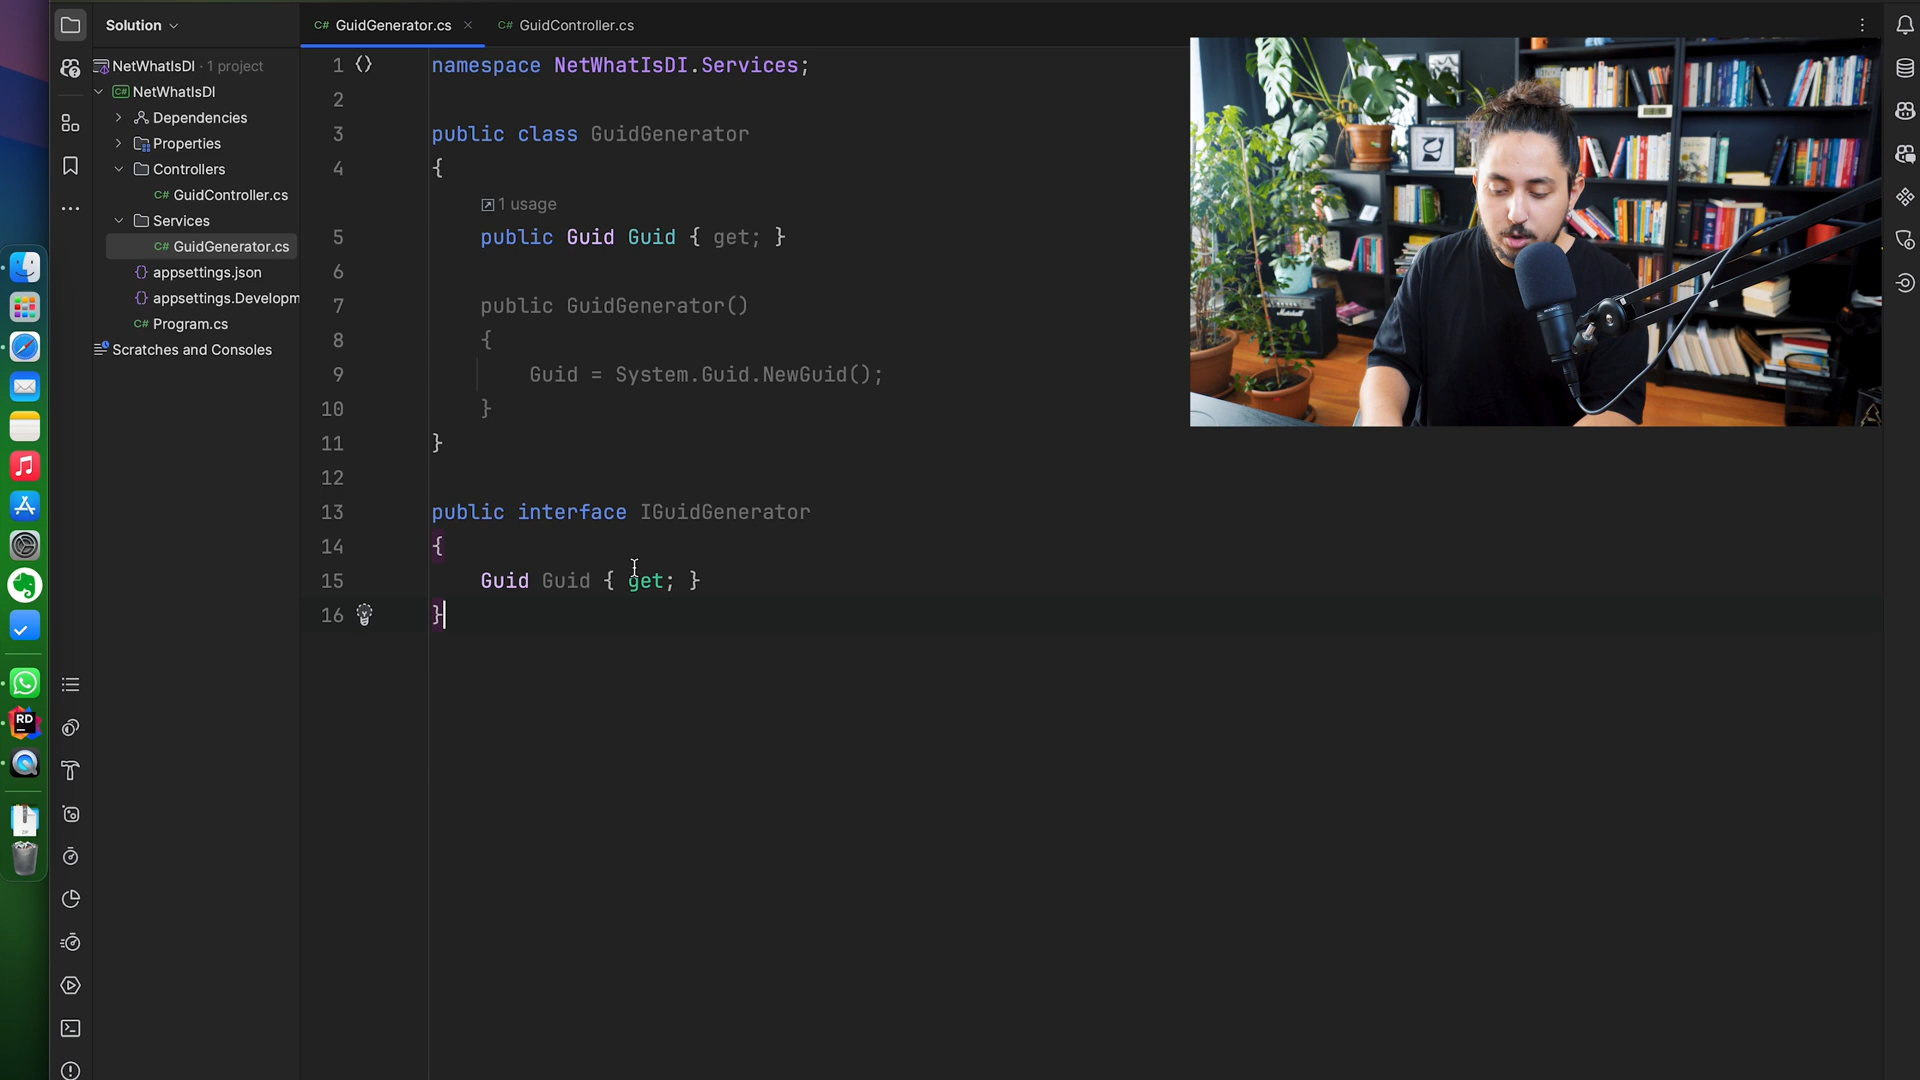 Solution
NetWhatIsDI · 1 project
C# NetWhatIsDI
Dependencies
Properties
Controllers
C# GuidController.cs
Services
C# GuidGenerator.cs
{} appsettings.json
{} appsettings.Developm
C# Program.cs
Scratches and Consoles
C# GuidGenerator.cs
C# GuidController.cs
1 namespace NetWhatIsDI.Services;
2
3 public class GuidGenerator
4 {
1 usage
5 public Guid Guid { get; }
6
7 public GuidGenerator()
8 {
9 Guid = System.Guid.NewGuid();
10 }
11 }
12
13 public interface IGuidGenerator
14 {
15 Guid Guid { get; }
16 }
RD
ZIP
Marshall